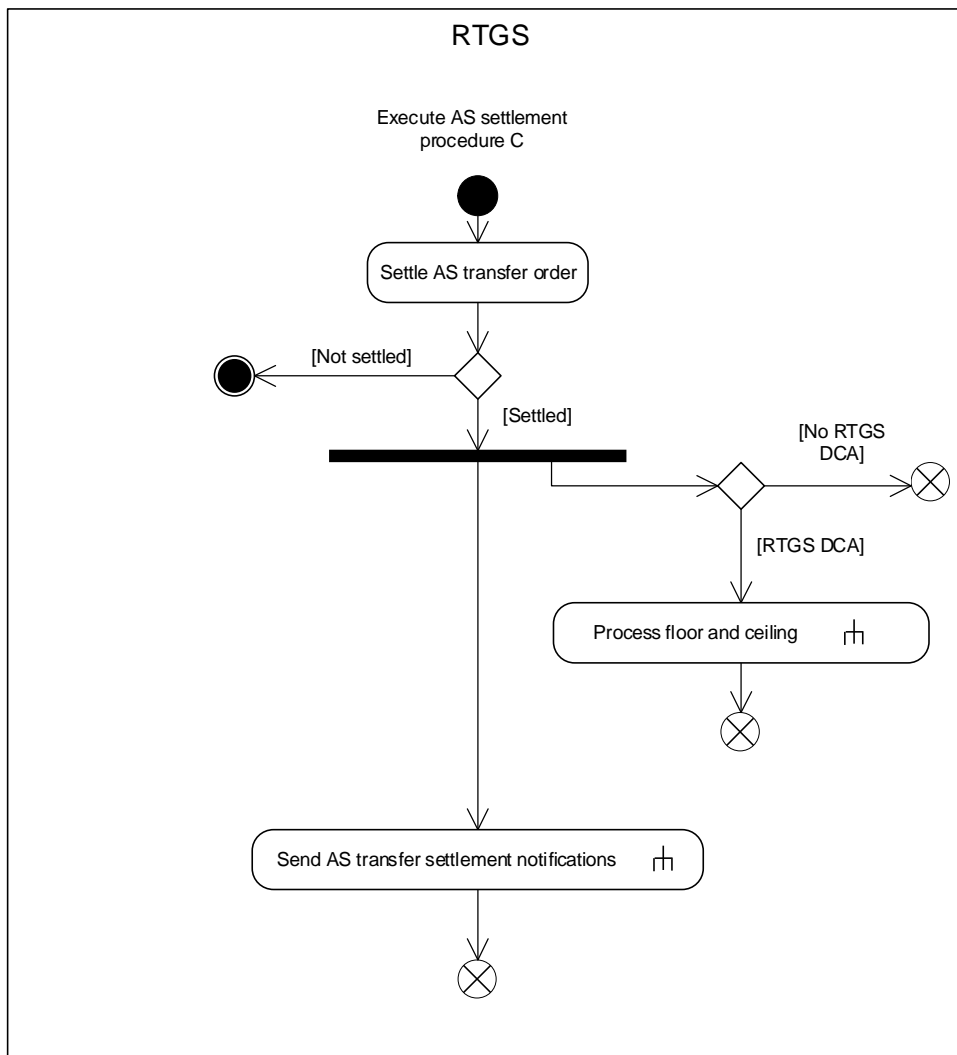 RTGS
Execute AS settlement
procedure C
Settle AS transfer order
[Not settled]
[Settled]
[No RTGS
DCA]
[RTGS DCA]
Process floor and ceiling
Send AS transfer settlement notifications